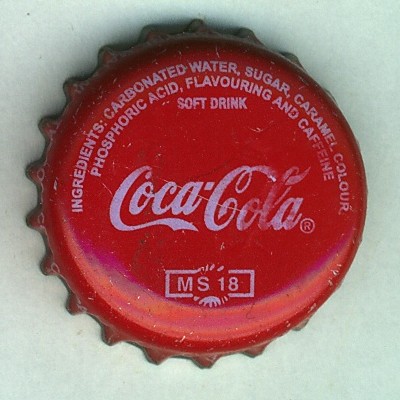 INGREDIENTS: CARBONATED WATER, SUGAR, CARAMEL COLOUR,
PHOSPHORIC ACID, FLAVOURING AND CAFFEINE
SOFT DRINK
Coca-Cola®
MS 18